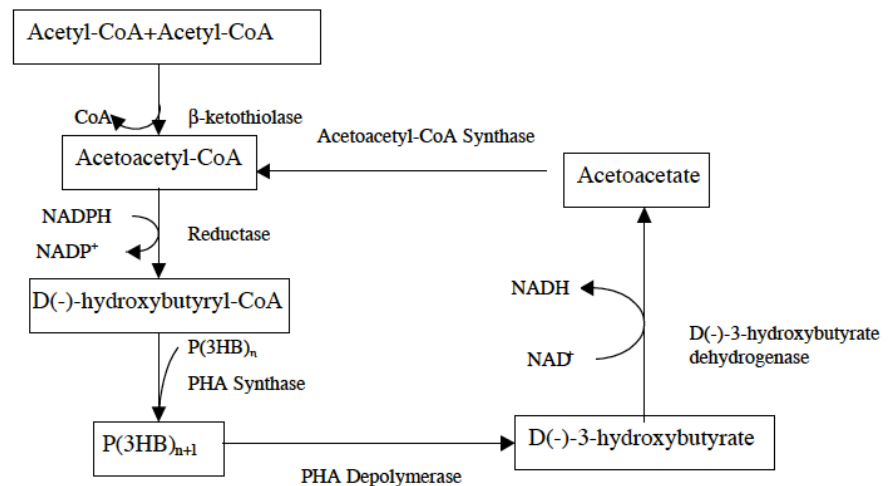 Acetyl-CoA+Acetyl-CoA
CoA
β-ketothiolase
Acetoacetyl-CoA Synthase
Acetoacetyl-CoA
Acetoacetate
NADPH
Reductase
NADP⁺
NADH
D(-)-hydroxybutyryl-CoA
D(-)-3-hydroxybutyrate
dehydrogenase
P(3HB)ₙ
NAD⁺
PHA Synthase
P(3HB)ₙ₊₁
D(-)-3-hydroxybutyrate
PHA Depolymerase